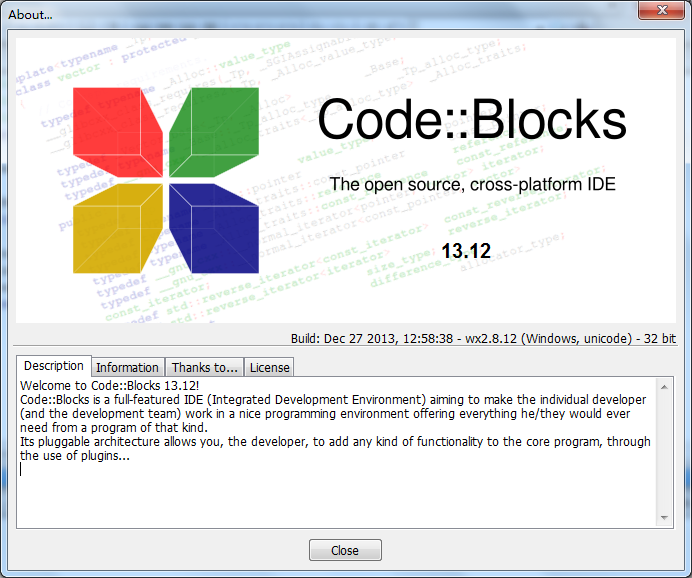 About...
Code::Blocks
The open source, cross-platform IDE
13.12
Build: Dec 27 2013, 12:58:38 - wx2.8.12 (Windows, unicode) - 32 bit
Description Information Thanks to... License
Welcome to Code::Blocks 13.12!
Code::Blocks is a full-featured IDE (Integrated Development Environment) aiming to make the individual developer
(and the development team) work in a nice programming environment offering everything he/they would ever
need from a program of that kind.
Its pluggable architecture allows you, the developer, to add any kind of functionality to the core program, through
the use of plugins...
Close